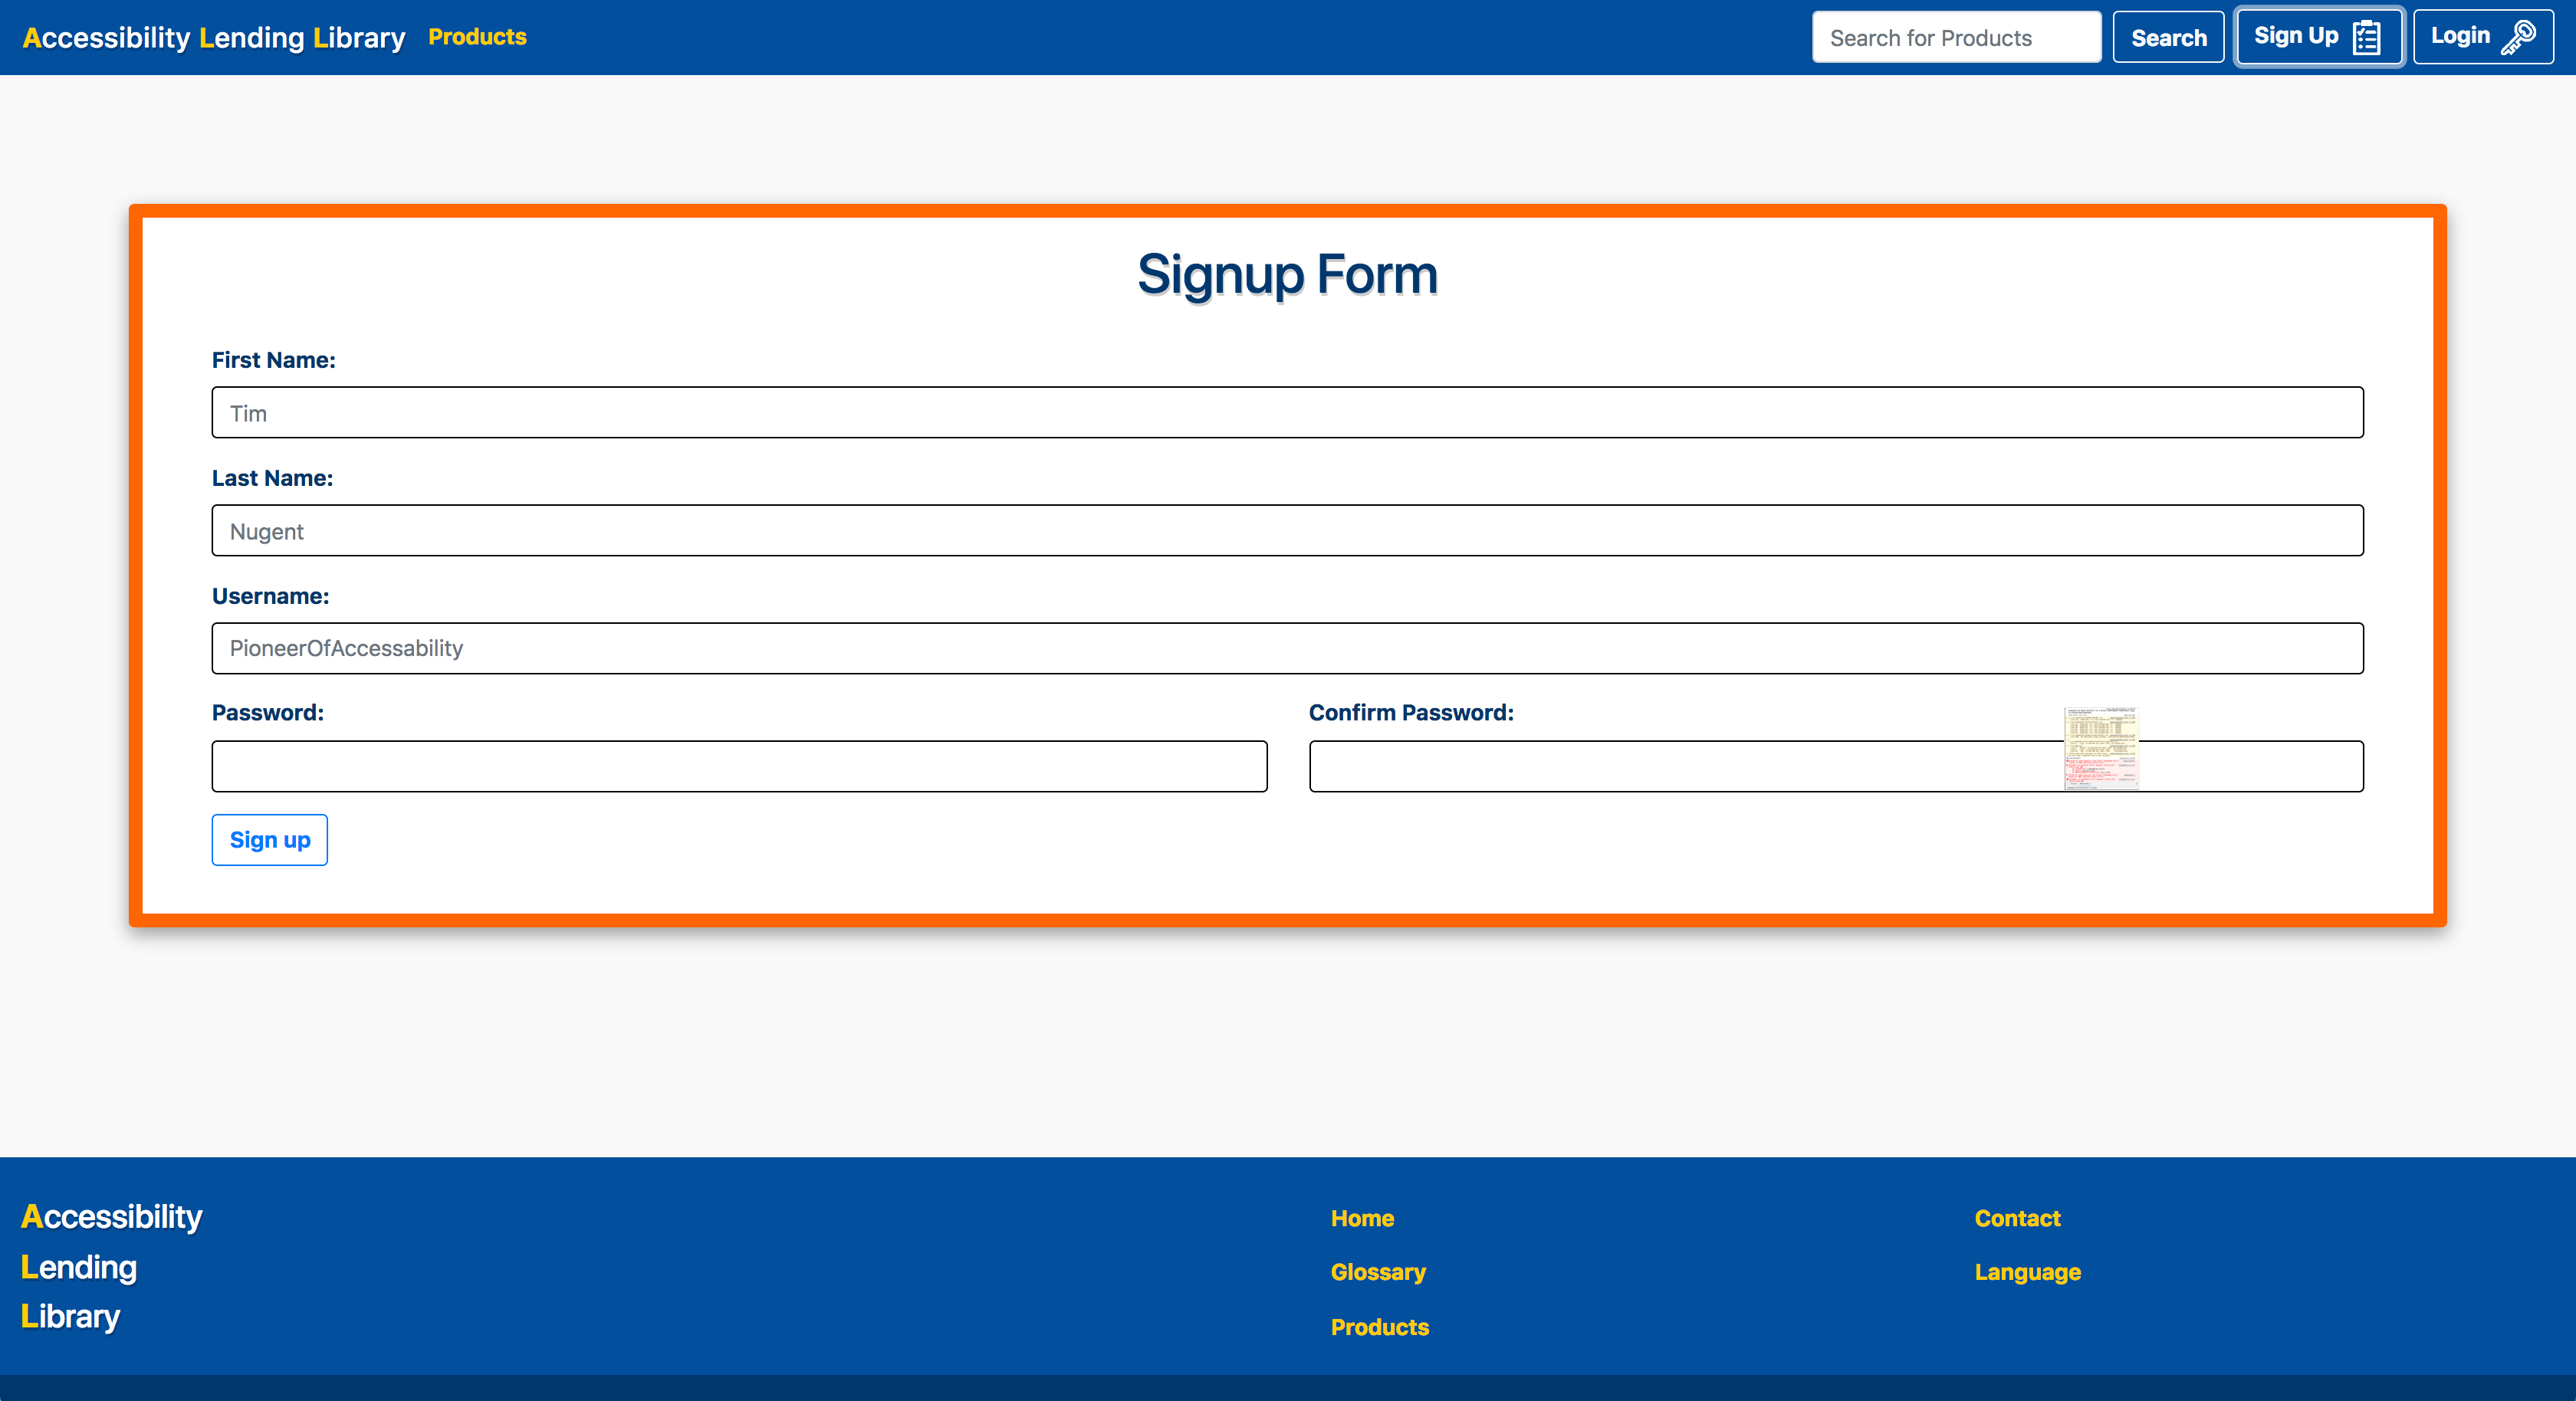 Accessibility Lending Library Products Search for Products Search Sign Up Login
Signup Form
First Name:
Tim
Last Name:
Nugent
Username:
PioneerOfAccessability
Password: Confirm Password:
Sign up
Accessibility
Lending
Library
Home
Glossary
Products
Contact
Language